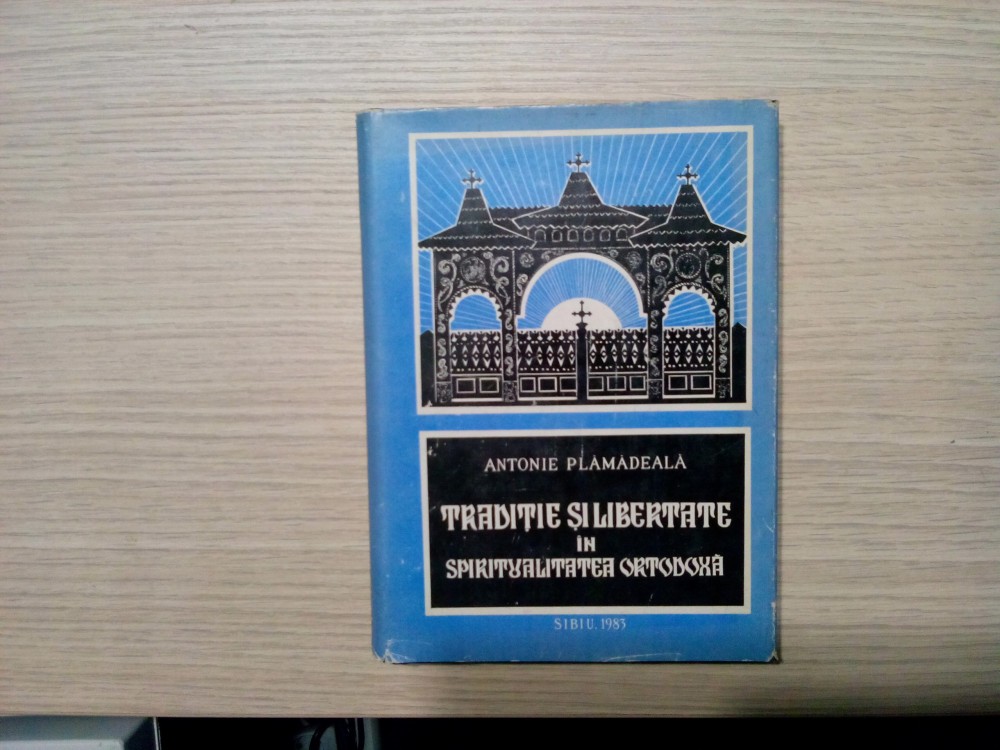 ANTONIE PLĂMĂDEALĂ
TRADIȚIE ȘI LIBERTATE
ÎN
SPIRITUALITATEA ORTODOXĂ
SIBIU. 1983